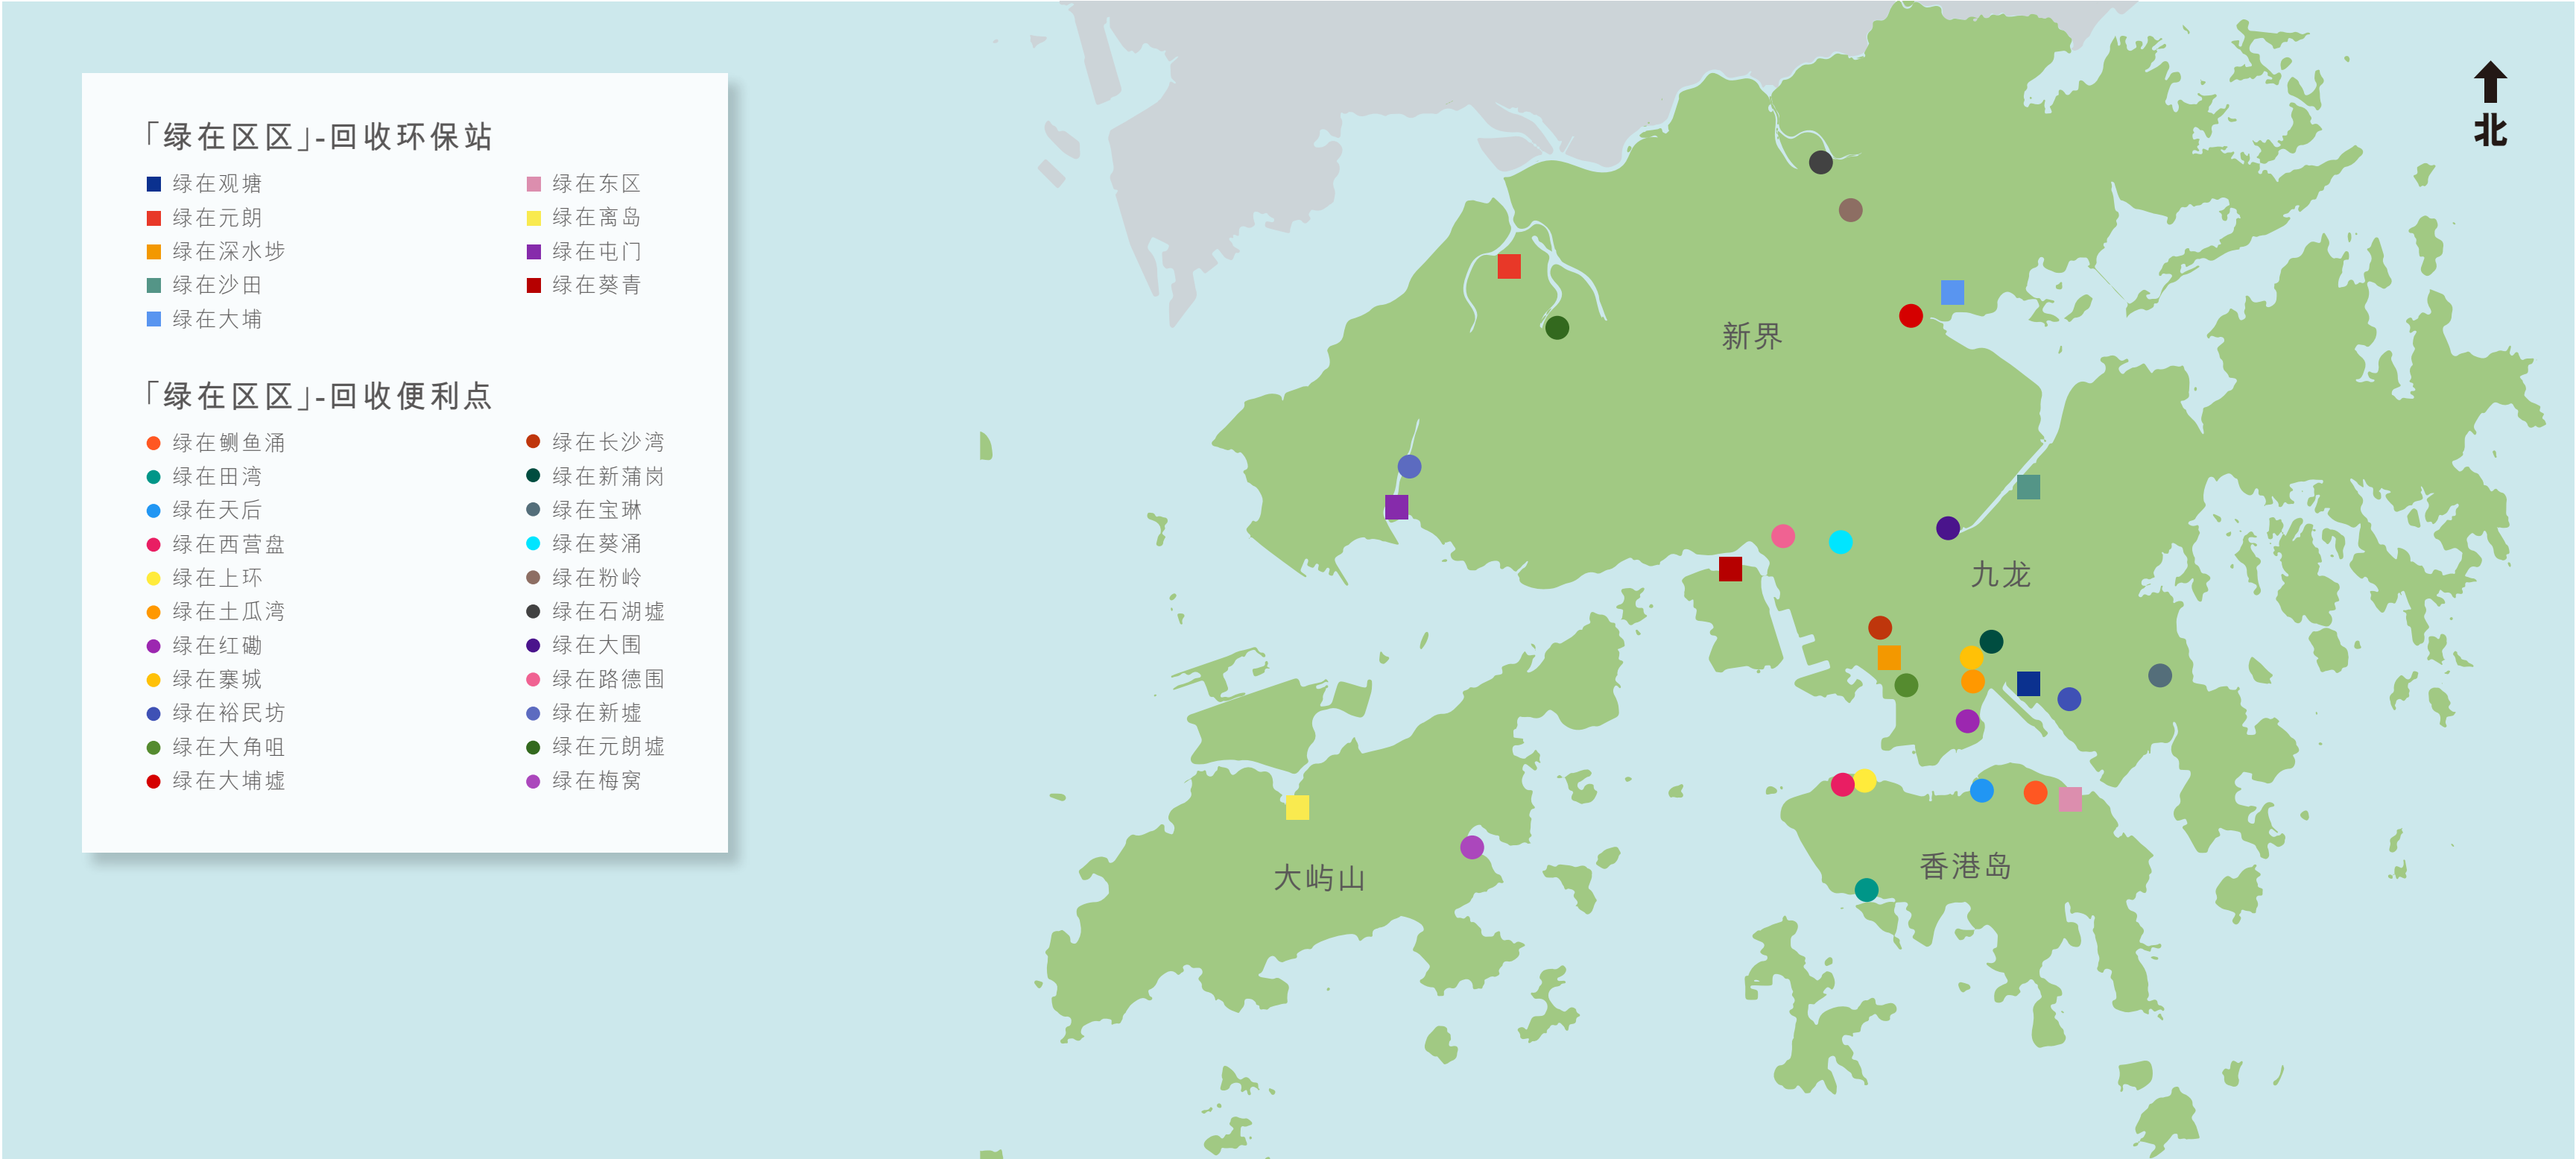 「绿在区区」-回收环保站
绿在观塘
绿在元朗
绿在深水埗
绿在沙田
绿在大埔
绿在东区
绿在离岛
绿在屯门
绿在葵青
「绿在区区」-回收便利点
绿在鲗鱼涌
绿在田湾
绿在天后
绿在西营盘
绿在上环
绿在土瓜湾
绿在红磡
绿在寨城
绿在裕民坊
绿在大角咀
绿在大埔墟
绿在长沙湾
绿在新蒲岗
绿在宝琳
绿在葵涌
绿在粉岭
绿在石湖墟
绿在大围
绿在路德围
绿在新墟
绿在元朗墟
绿在梅窝
北
新界
九龙
香港岛
大屿山